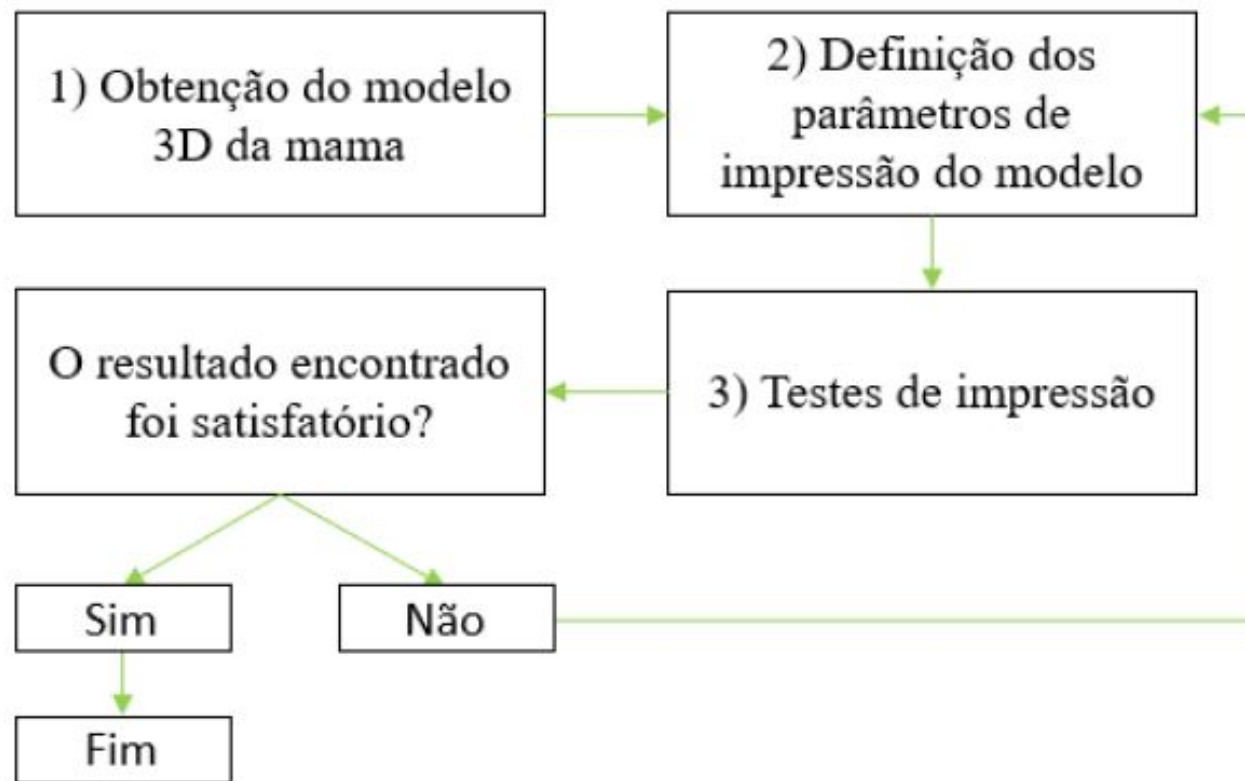 1) Obtenção do modelo
3D da mama
2) Definição dos
parâmetros de
impressão do modelo
3) Testes de impressão
O resultado encontrado
foi satisfatório?
Sim
Não
Fim